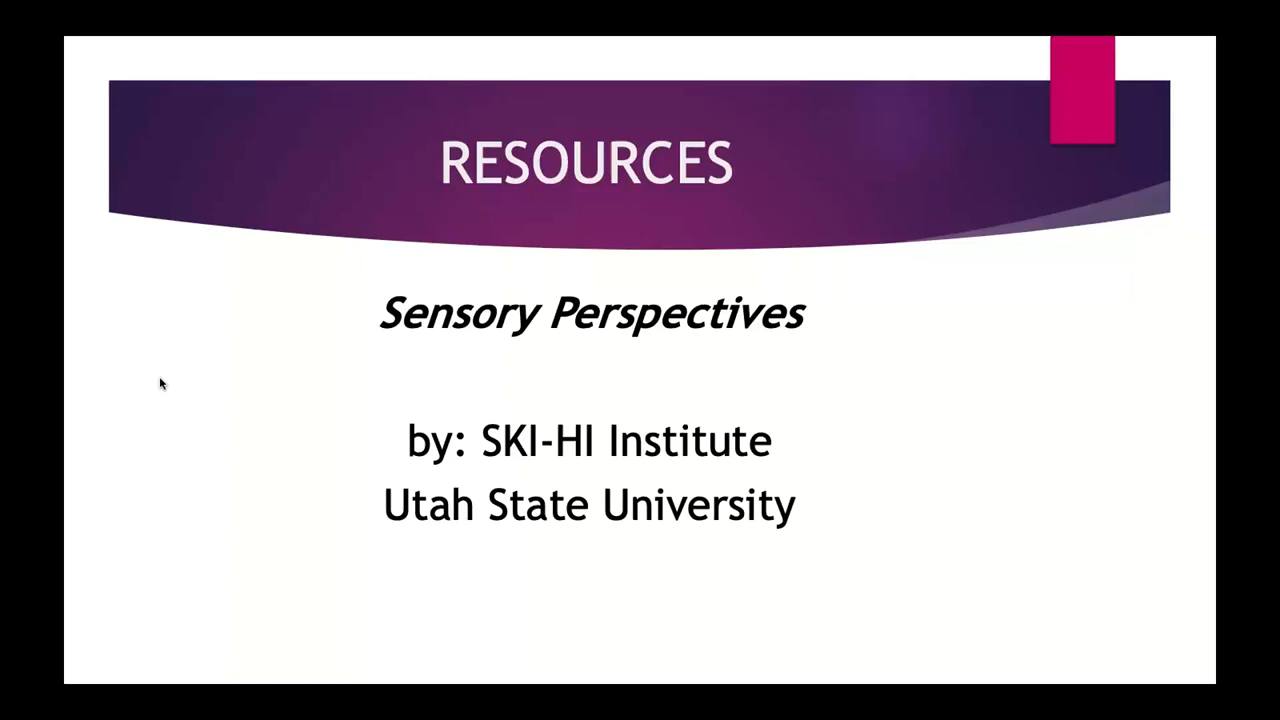 RESOURCES
Sensory Perspectives
by: SKI-HI Institute
Utah State University